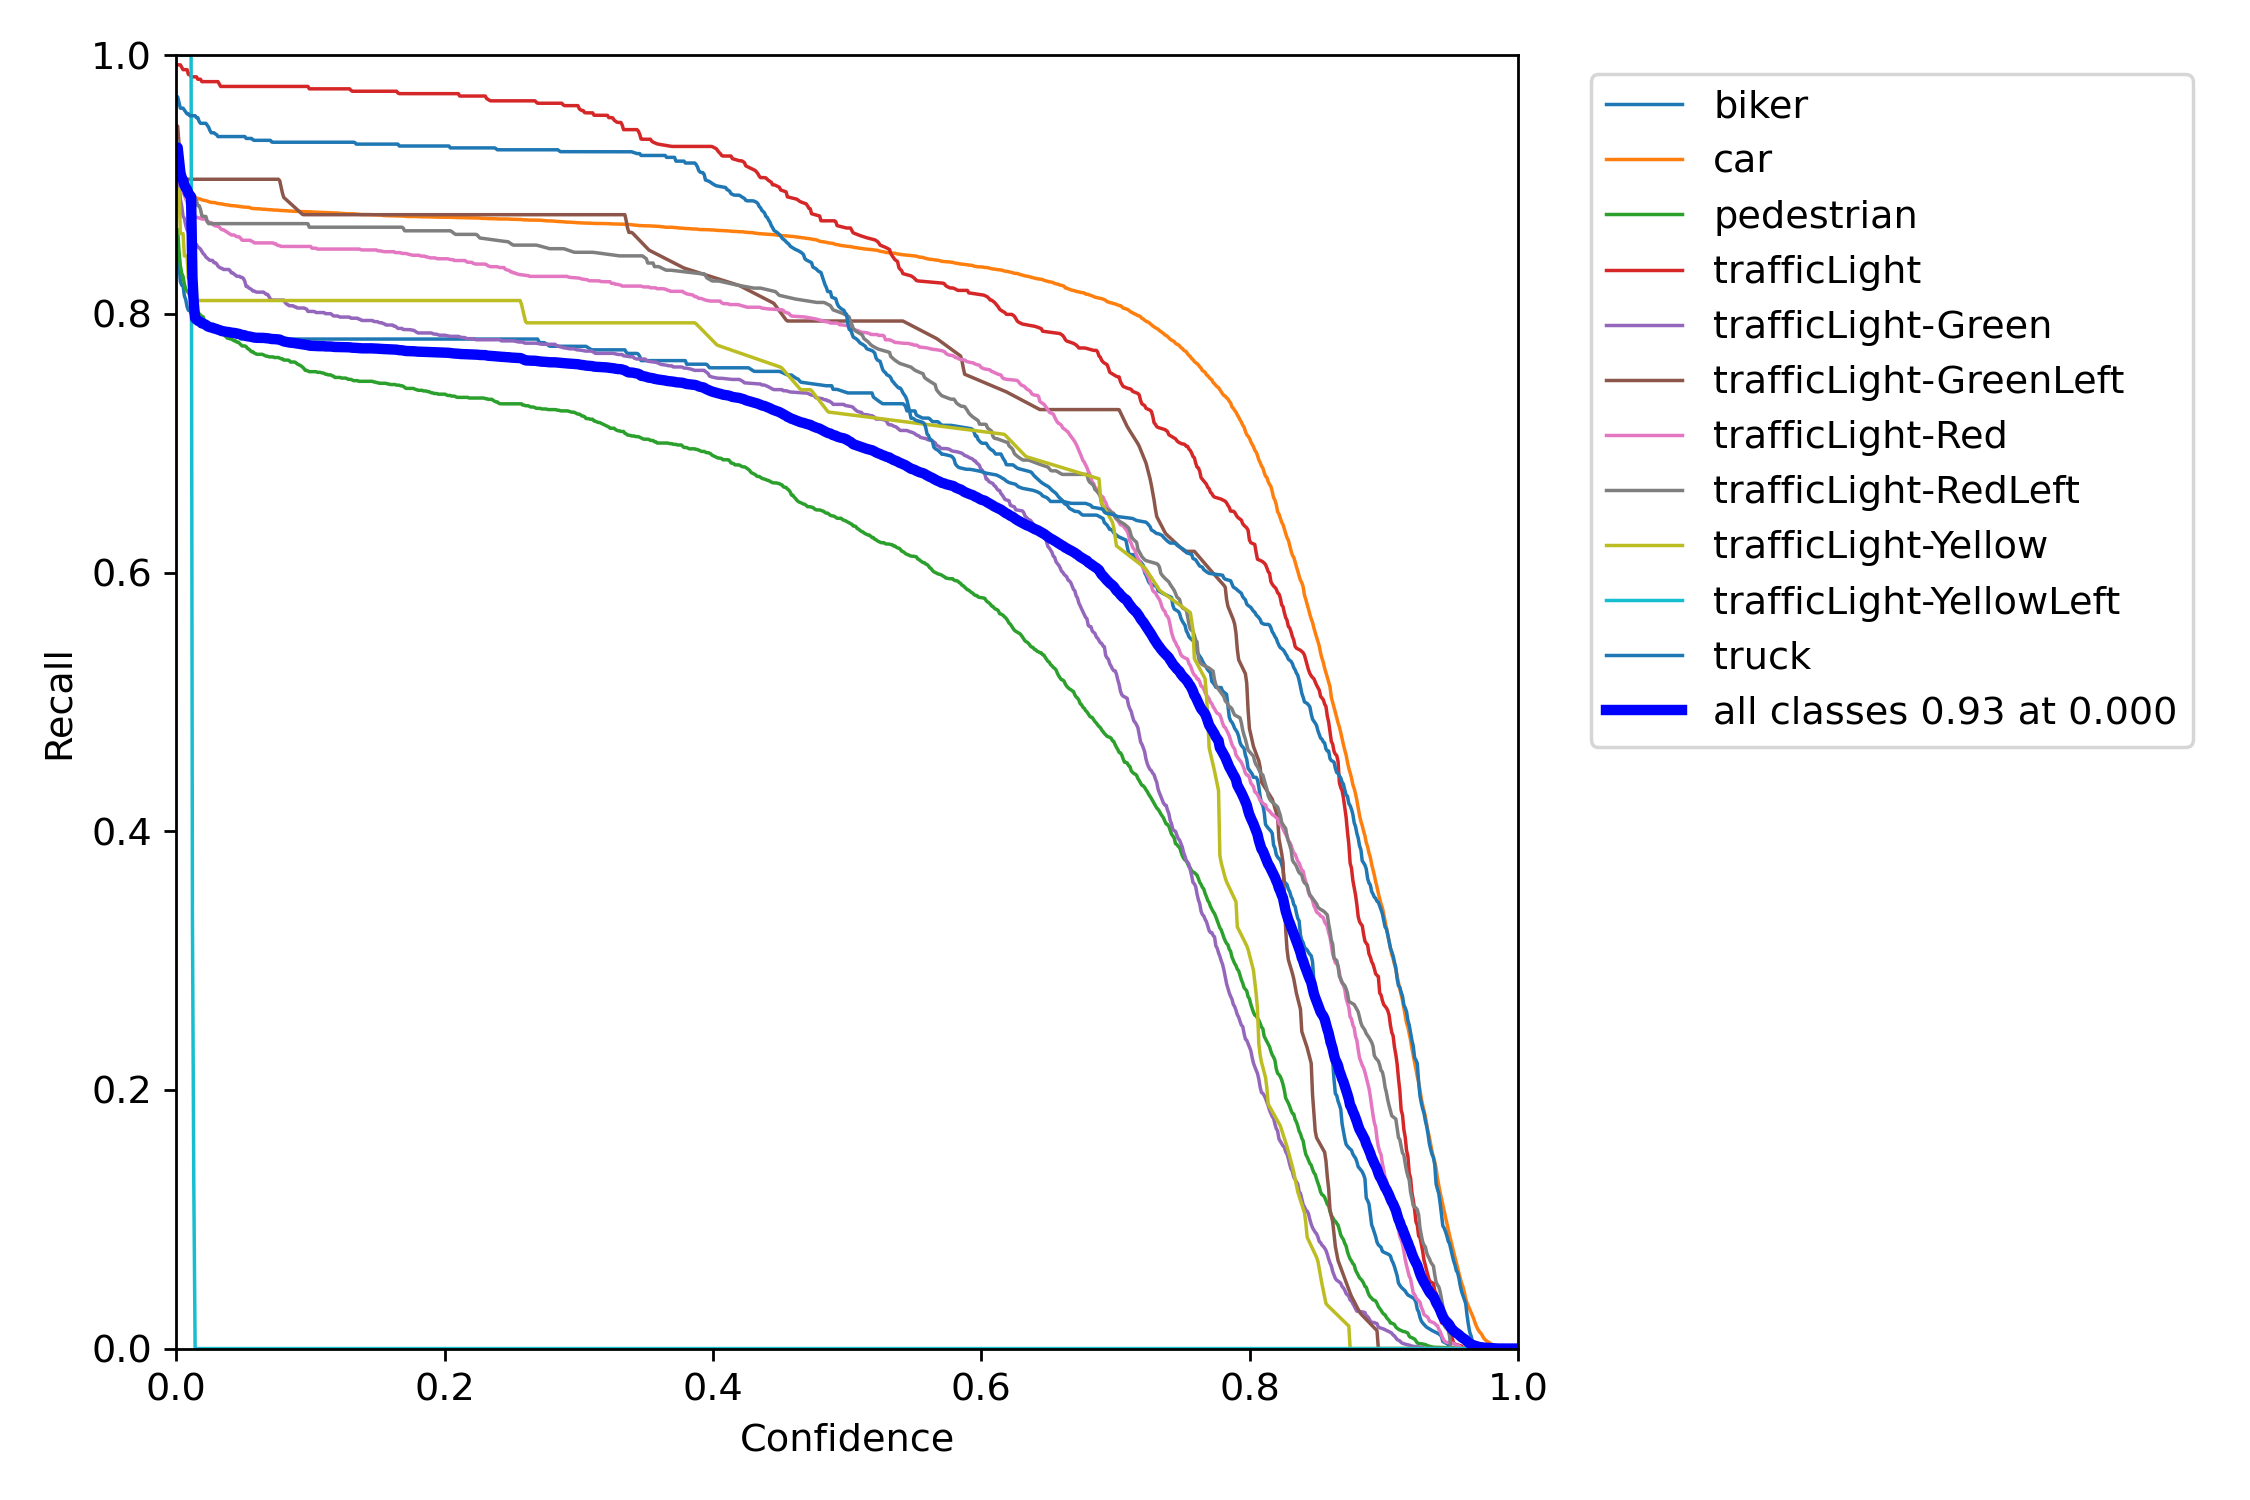 1.0
0.8
0.6
0.4
0.2
0.0
Recall
0.0 0.2 0.4 0.6 0.8 1.0
Confidence
biker
car
pedestrian
trafficLight
trafficLight-Green
trafficLight-GreenLeft
trafficLight-Red
trafficLight-RedLeft
trafficLight-Yellow
trafficLight-YellowLeft
truck
all classes 0.93 at 0.000